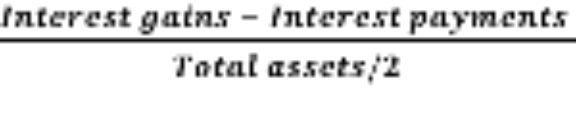 Interest gains – Interest payments
Total assets/2